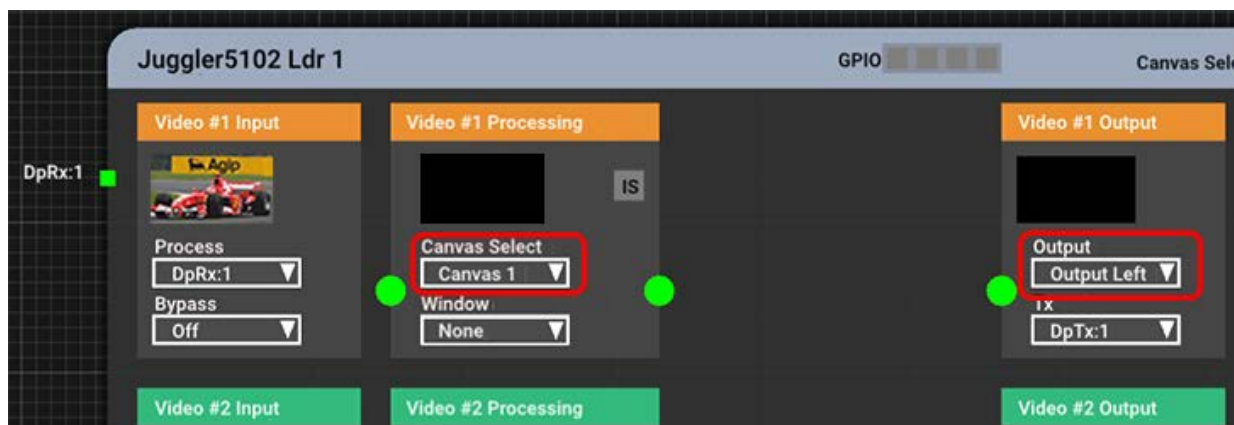 Juggler5102 Ldr 1
GPIO
Canvas Sele
Video #1 Input
Video #1 Processing
Video #1 Output
DpRx:1
Agip
IS
Process
DpRx:1
Bypass
Off
Canvas Select
Canvas 1
Window
None
Output
Output Left
Tx
DpTx:1
Video #2 Input
Video #2 Processing
Video #2 Output